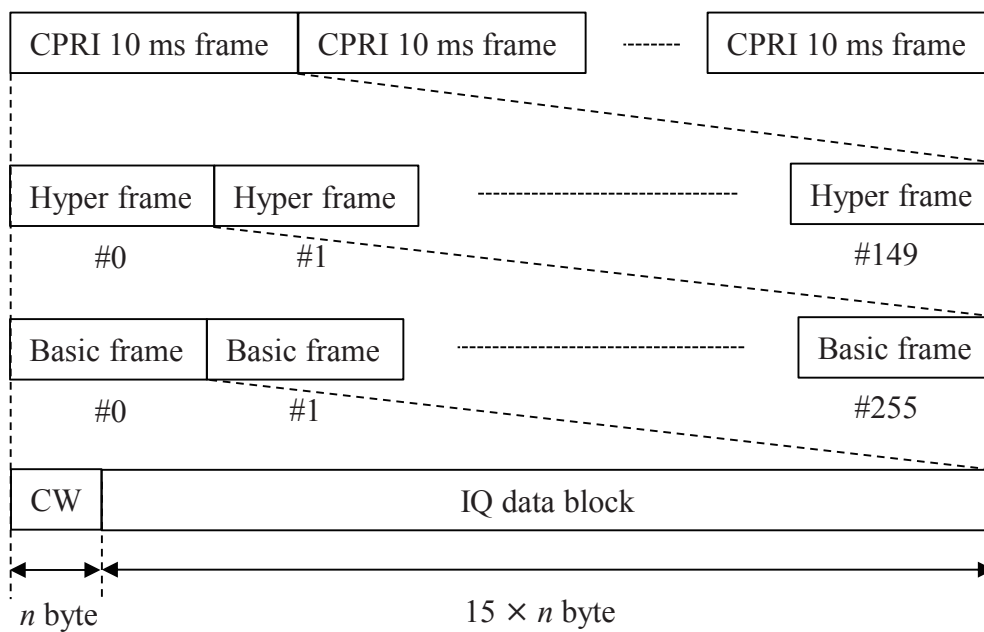 CPRI 10 ms frame CPRI 10 ms frame CPRI 10 ms frame
Hyper frame Hyper frame Hyper frame
#0 #1 #149
Basic frame Basic frame Basic frame
#0 #1 #255
CW IQ data block
n byte 15 × n byte